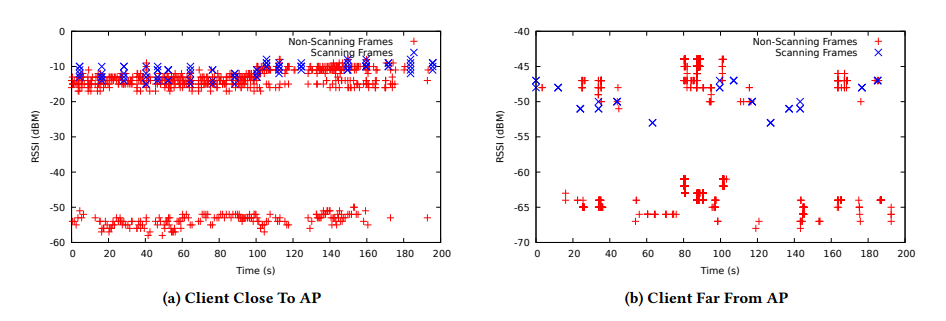 0
-10
-20
-30
-40
-50
-60
0 20 40 60 80 100 120 140 160 180 200
RSSI (dBM)
Time (s)
Non-Scanning Frames
Scanning Frames
(a) Client Close To AP
-40
-45
-50
-55
-60
-65
-70
0 20 40 60 80 100 120 140 160 180 200
RSSI (dBM)
Time (s)
Non-Scanning Frames
Scanning Frames
(b) Client Far From AP